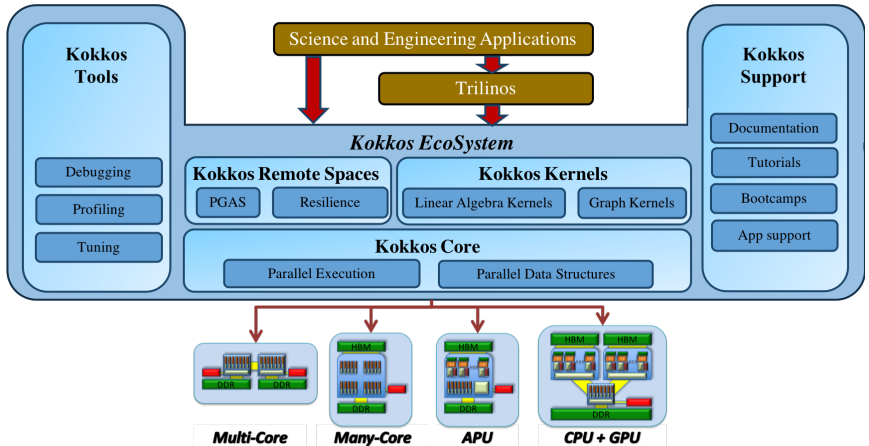 Kokkos
Tools
Debugging
Profiling
Tuning
Science and Engineering Applications
Trilinos
Kokkos EcoSystem
Kokkos Remote Spaces
PGAS
Resilience
Kokkos Kernels
Linear Algebra Kernels
Graph Kernels
Kokkos Core
Parallel Execution
Parallel Data Structures
Kokkos
Support
Documentation
Tutorials
Bootcamps
App support
DDR
DDR
Multi-Core
HBM
DDR
Many-Core
HBM
DDR
APU
HBM
HBM
DDR
CPU + GPU